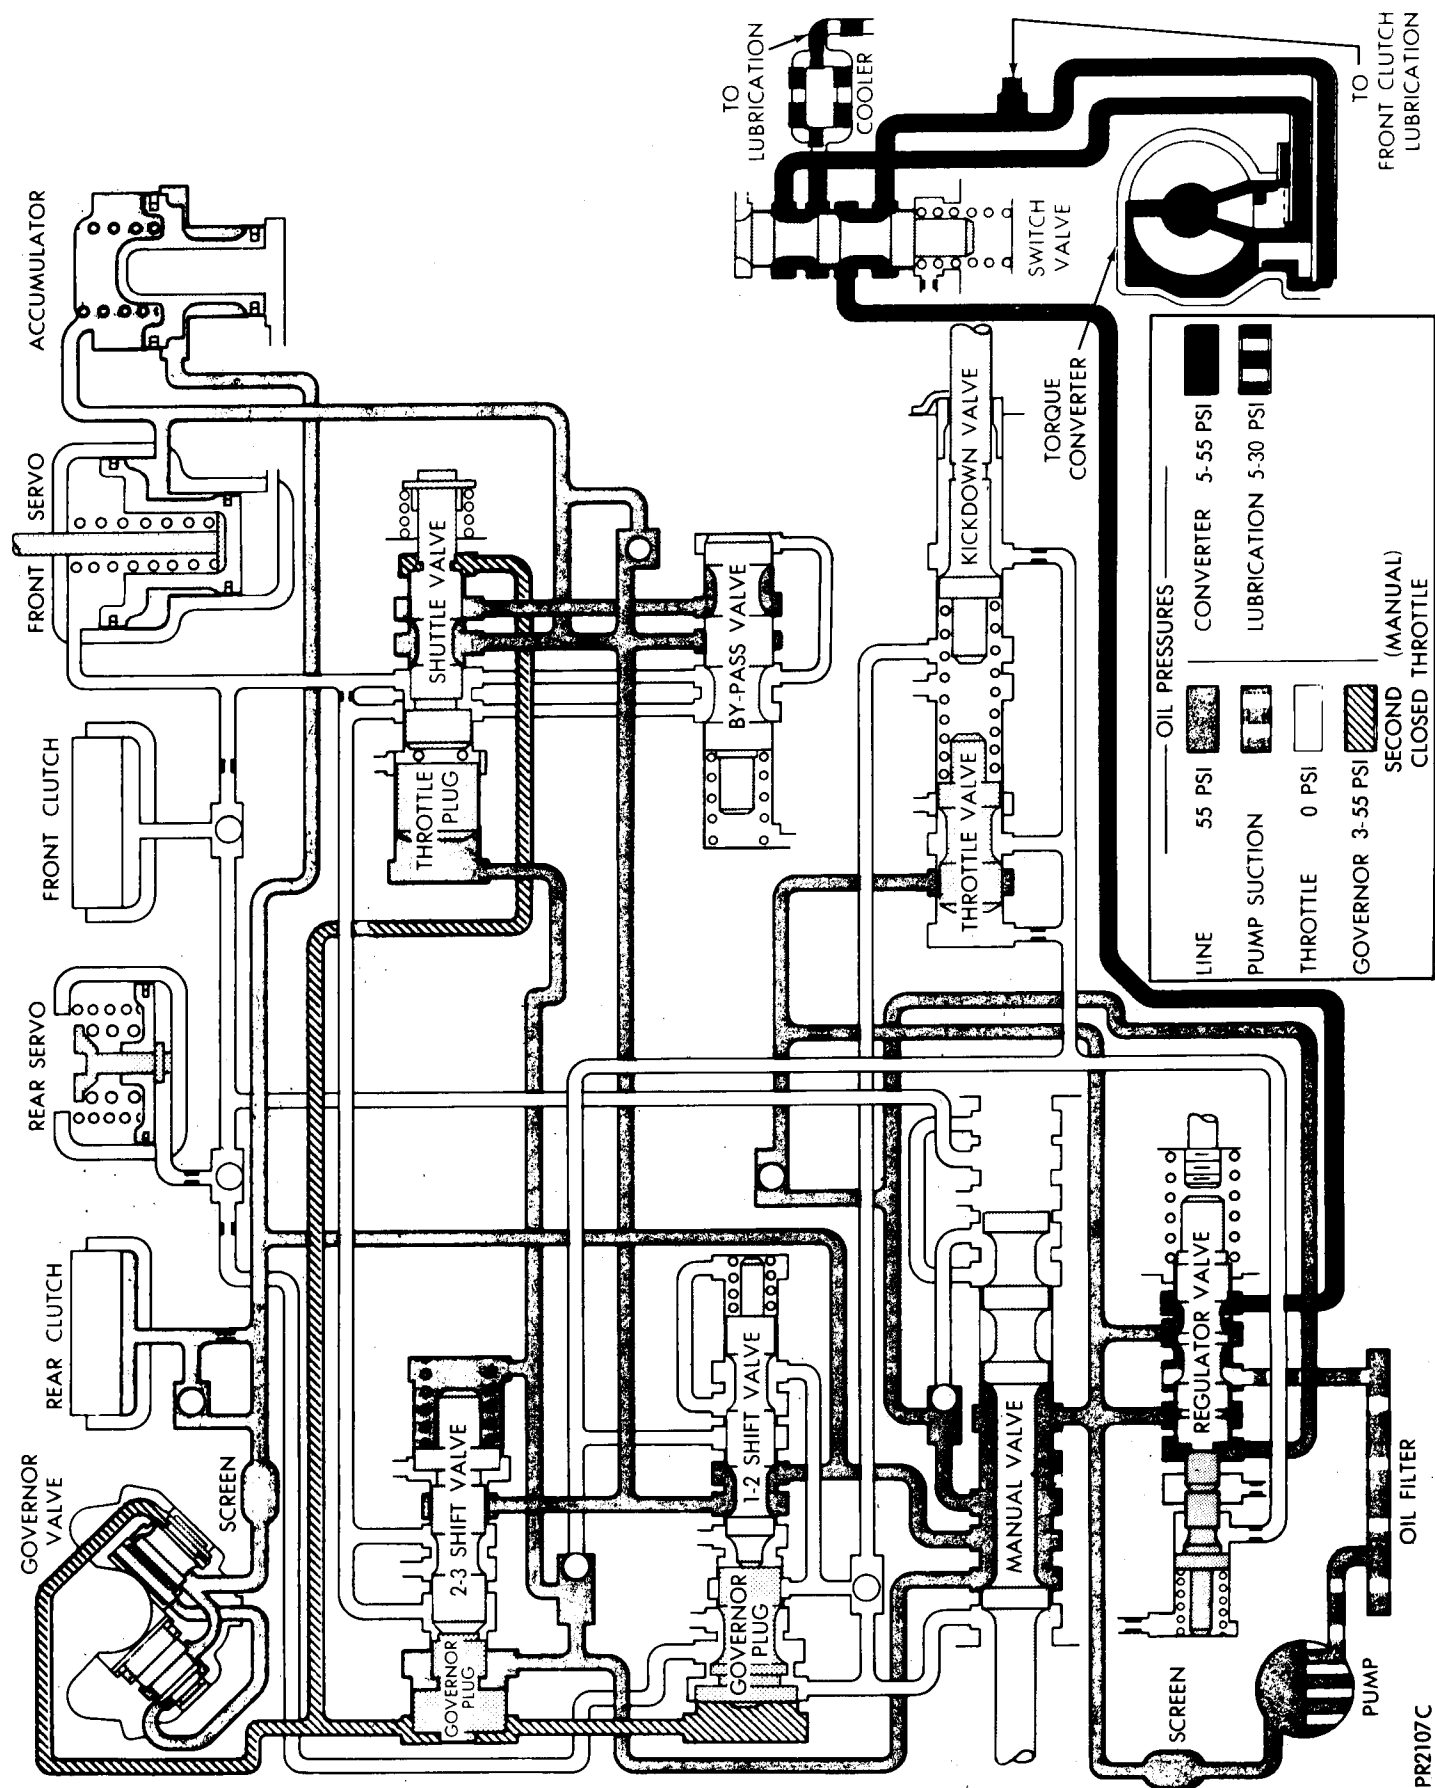 GOVERNOR
VALVE
REAR CLUTCH
REAR SERVO
FRONT CLUTCH
FRONT SERVO
ACCUMULATOR
SCREEN
2-3 SHIFT VALVE
GOVERNOR
PLUG
THROTTLE
PLUG
SHUTTLE VALVE
GOVERNOR
PLUG
1-2 SHIFT VALVE
BY-PASS VALVE
TO
LUBRICATION
COOLER
SWITCH
VALVE
MANUAL VALVE
THROTTLE VALVE
KICKDOWN VALVE
TORQUE
CONVERTER
TO
FRONT CLUTCH
LUBRICATION
SCREEN
REGULATOR VALVE
PUMP
OIL FILTER
OIL PRESSURES
LINE 55 PSI
PUMP SUCTION
THROTTLE 0 PSI
GOVERNOR 3-55 PSI
CONVERTER 5-55 PSI
LUBRICATION 5-30 PSI
SECOND (MANUAL)
CLOSED THROTTLE
PR2107C